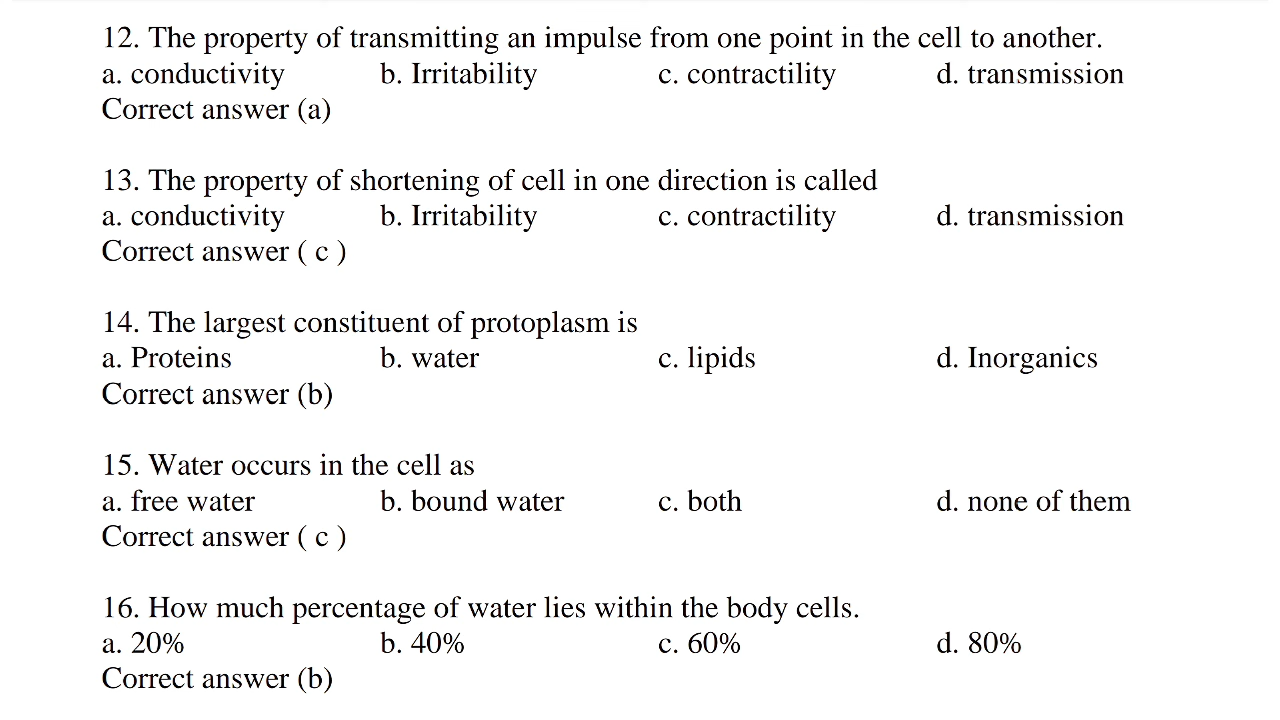 12. The property of transmitting an impulse from one point in the cell to another.
a. conductivity b. Irritability c. contractility d. transmission
Correct answer (a)
13. The property of shortening of cell in one direction is called
a. conductivity b. Irritability c. contractility d. transmission
Correct answer ( c )
14. The largest constituent of protoplasm is
a. Proteins b. water c. lipids d. Inorganics
Correct answer (b)
15. Water occurs in the cell as
a. free water b. bound water c. both d. none of them
Correct answer ( c )
16. How much percentage of water lies within the body cells.
a. 20% b. 40% c. 60% d. 80%
Correct answer (b)